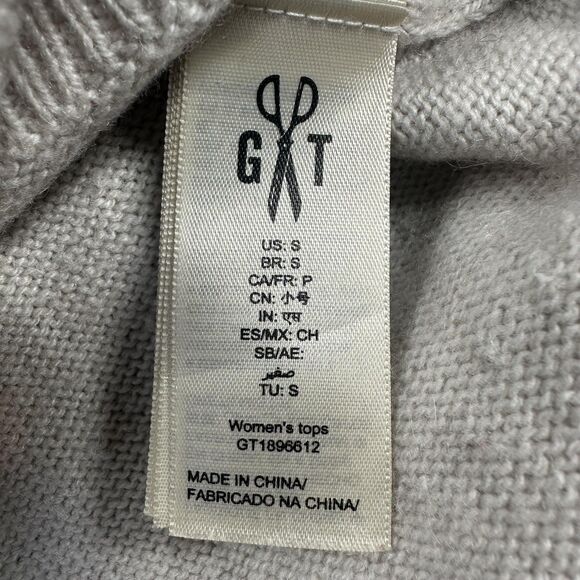 G T
US: S
BR: S
CA/FR: P
CN: 小号
IN: एस
ES/MX: CH
SB/AE:
صغير
TU: S
Women's tops
GT1896612
MADE IN CHINA/
FABRICADO NA CHINA/